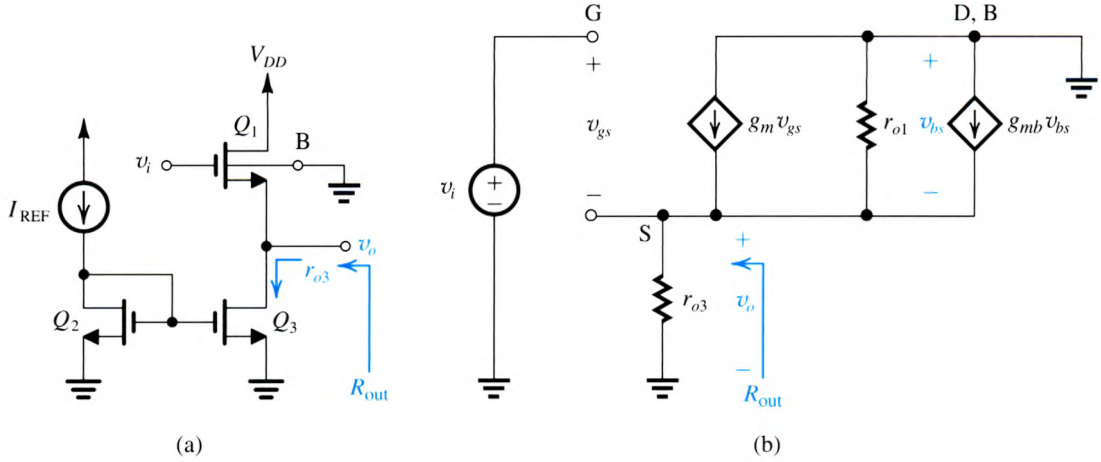 V_DD
Q_1
B
v_i
I_REF
v_o
r_o3
Q_2
Q_3
R_out
(a)
G
D, B
+
+
v_gs
g_m v_gs
r_o1
v_bs
g_mb v_bs
v_i
+
−
−
−
S
+
r_o3
v_o
−
R_out
(b)